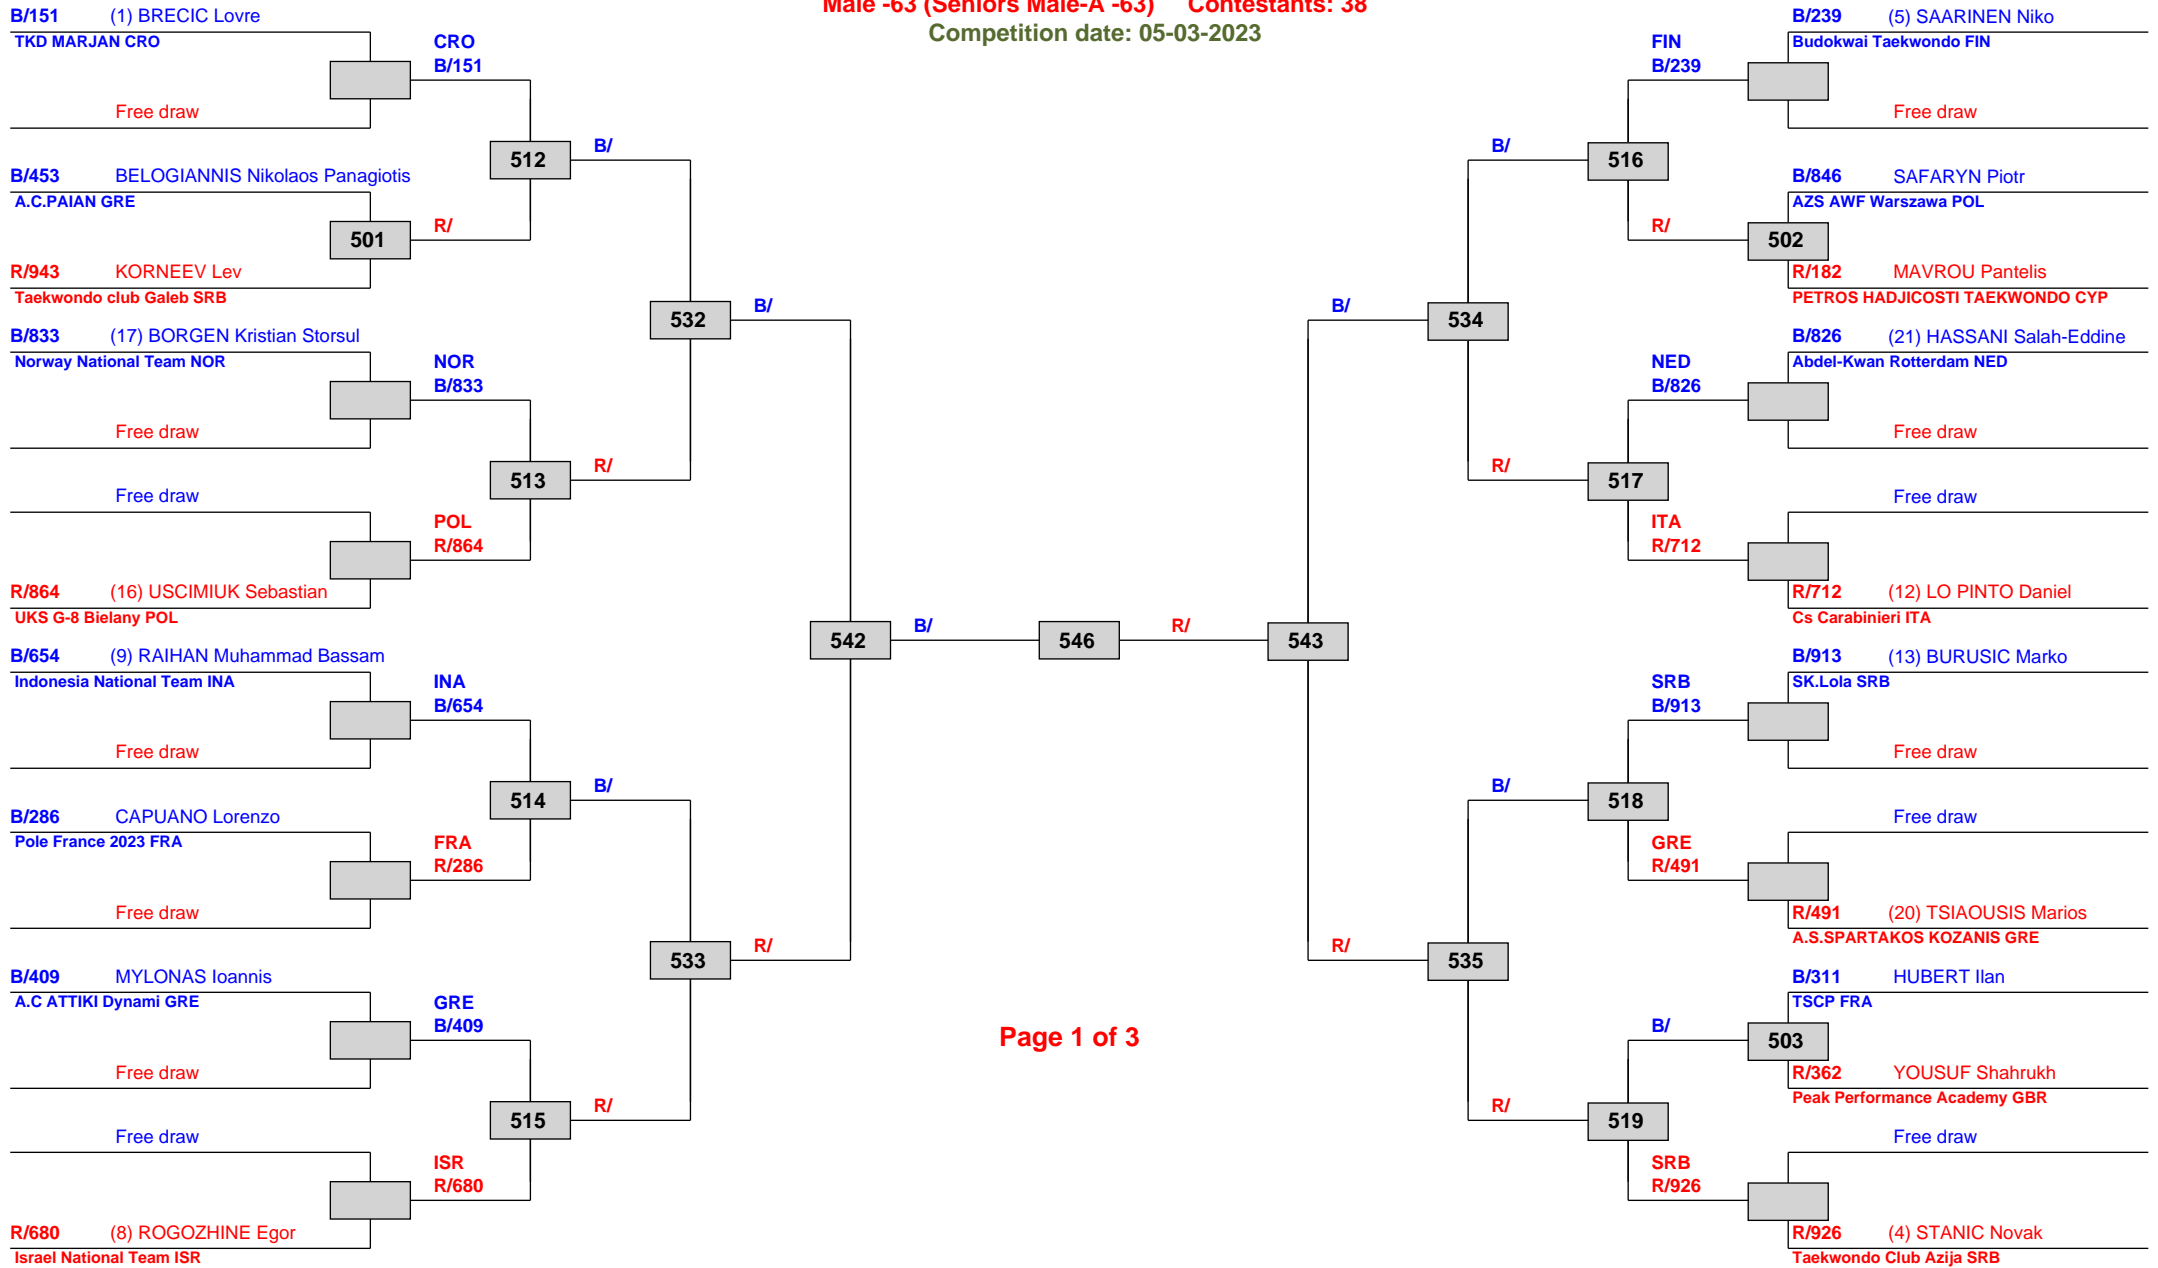 Male -63 (Seniors Male-A -63) Contestants: 38
Competition date: 05-03-2023
B/151 (1) BRECIC Lovre
TKD MARJAN CRO
CRO
B/151
Free draw
512
B/
B/453 BELOGIANNIS Nikolaos Panagiotis
A.C.PAIAN GRE
501
R/
R/943 KORNEEV Lev
Taekwondo club Galeb SRB
532
B/
B/833 (17) BORGEN Kristian Storsul
Norway National Team NOR
NOR
B/833
Free draw
513
R/
Free draw
POL
R/864
R/864 (16) USCIMIUK Sebastian
UKS G-8 Bielany POL
542
B/
546
R/
543
B/654 (9) RAIHAN Muhammad Bassam
Indonesia National Team INA
INA
B/654
Free draw
514
B/
B/286 CAPUANO Lorenzo
Pole France 2023 FRA
FRA
R/286
Free draw
533
R/
B/409 MYLONAS Ioannis
A.C ATTIKI Dynami GRE
GRE
B/409
Free draw
515
R/
Free draw
ISR
R/680
R/680 (8) ROGOZHINE Egor
Israel National Team ISR
Page 1 of 3
B/239 (5) SAARINEN Niko
Budokwai Taekwondo FIN
FIN
B/239
Free draw
B/
516
B/846 SAFARYN Piotr
AZS AWF Warszawa POL
R/
502
R/182 MAVROU Pantelis
PETROS HADJICOSTI TAEKWONDO CYP
B/
534
B/826 (21) HASSANI Salah-Eddine
Abdel-Kwan Rotterdam NED
NED
B/826
Free draw
R/
517
Free draw
ITA
R/712
R/712 (12) LO PINTO Daniel
Cs Carabinieri ITA
B/913 (13) BURUSIC Marko
SK.Lola SRB
SRB
B/913
Free draw
B/
518
Free draw
GRE
R/491
R/491 (20) TSIAOUSIS Marios
A.S.SPARTAKOS KOZANIS GRE
R/
535
B/311 HUBERT Ilan
TSCP FRA
B/
503
R/362 YOUSUF Shahrukh
Peak Performance Academy GBR
R/
519
Free draw
SRB
R/926
R/926 (4) STANIC Novak
Taekwondo Club Azija SRB